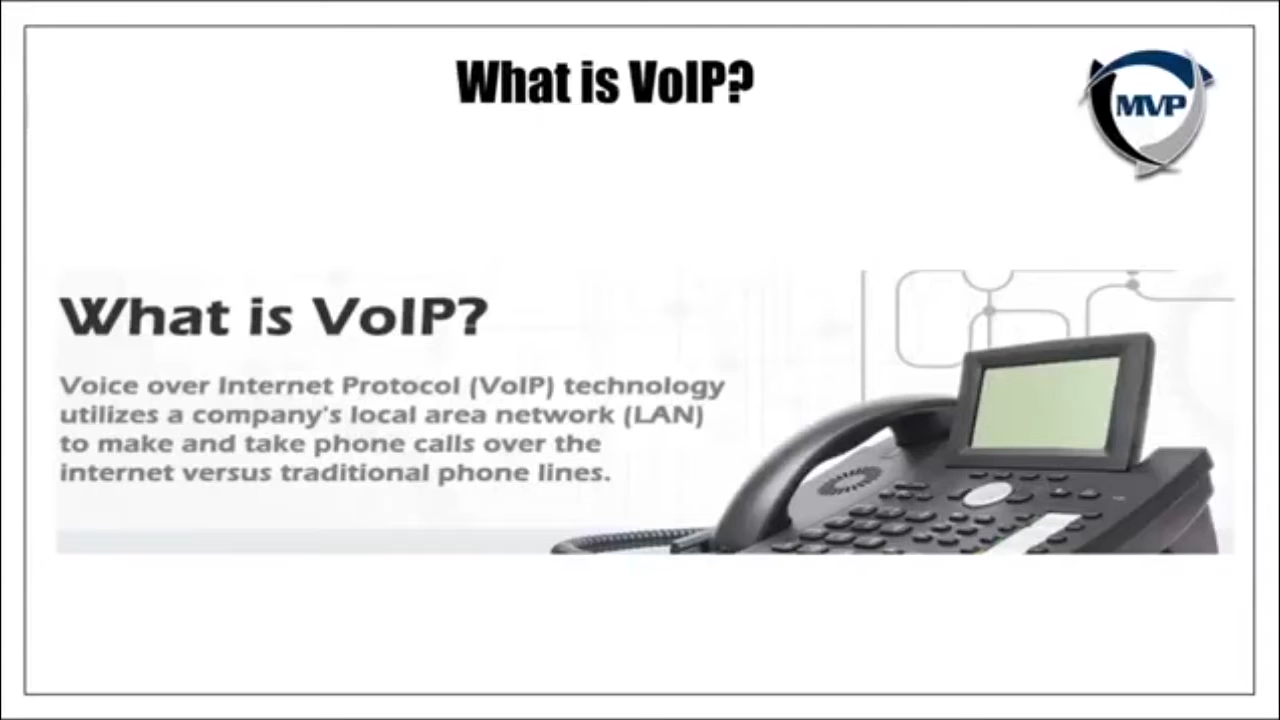 What is VoIP?
MVP
What is VoIP?
Voice over Internet Protocol (VoIP) technology
utilizes a company's local area network (LAN)
to make and take phone calls over the
internet versus traditional phone lines.